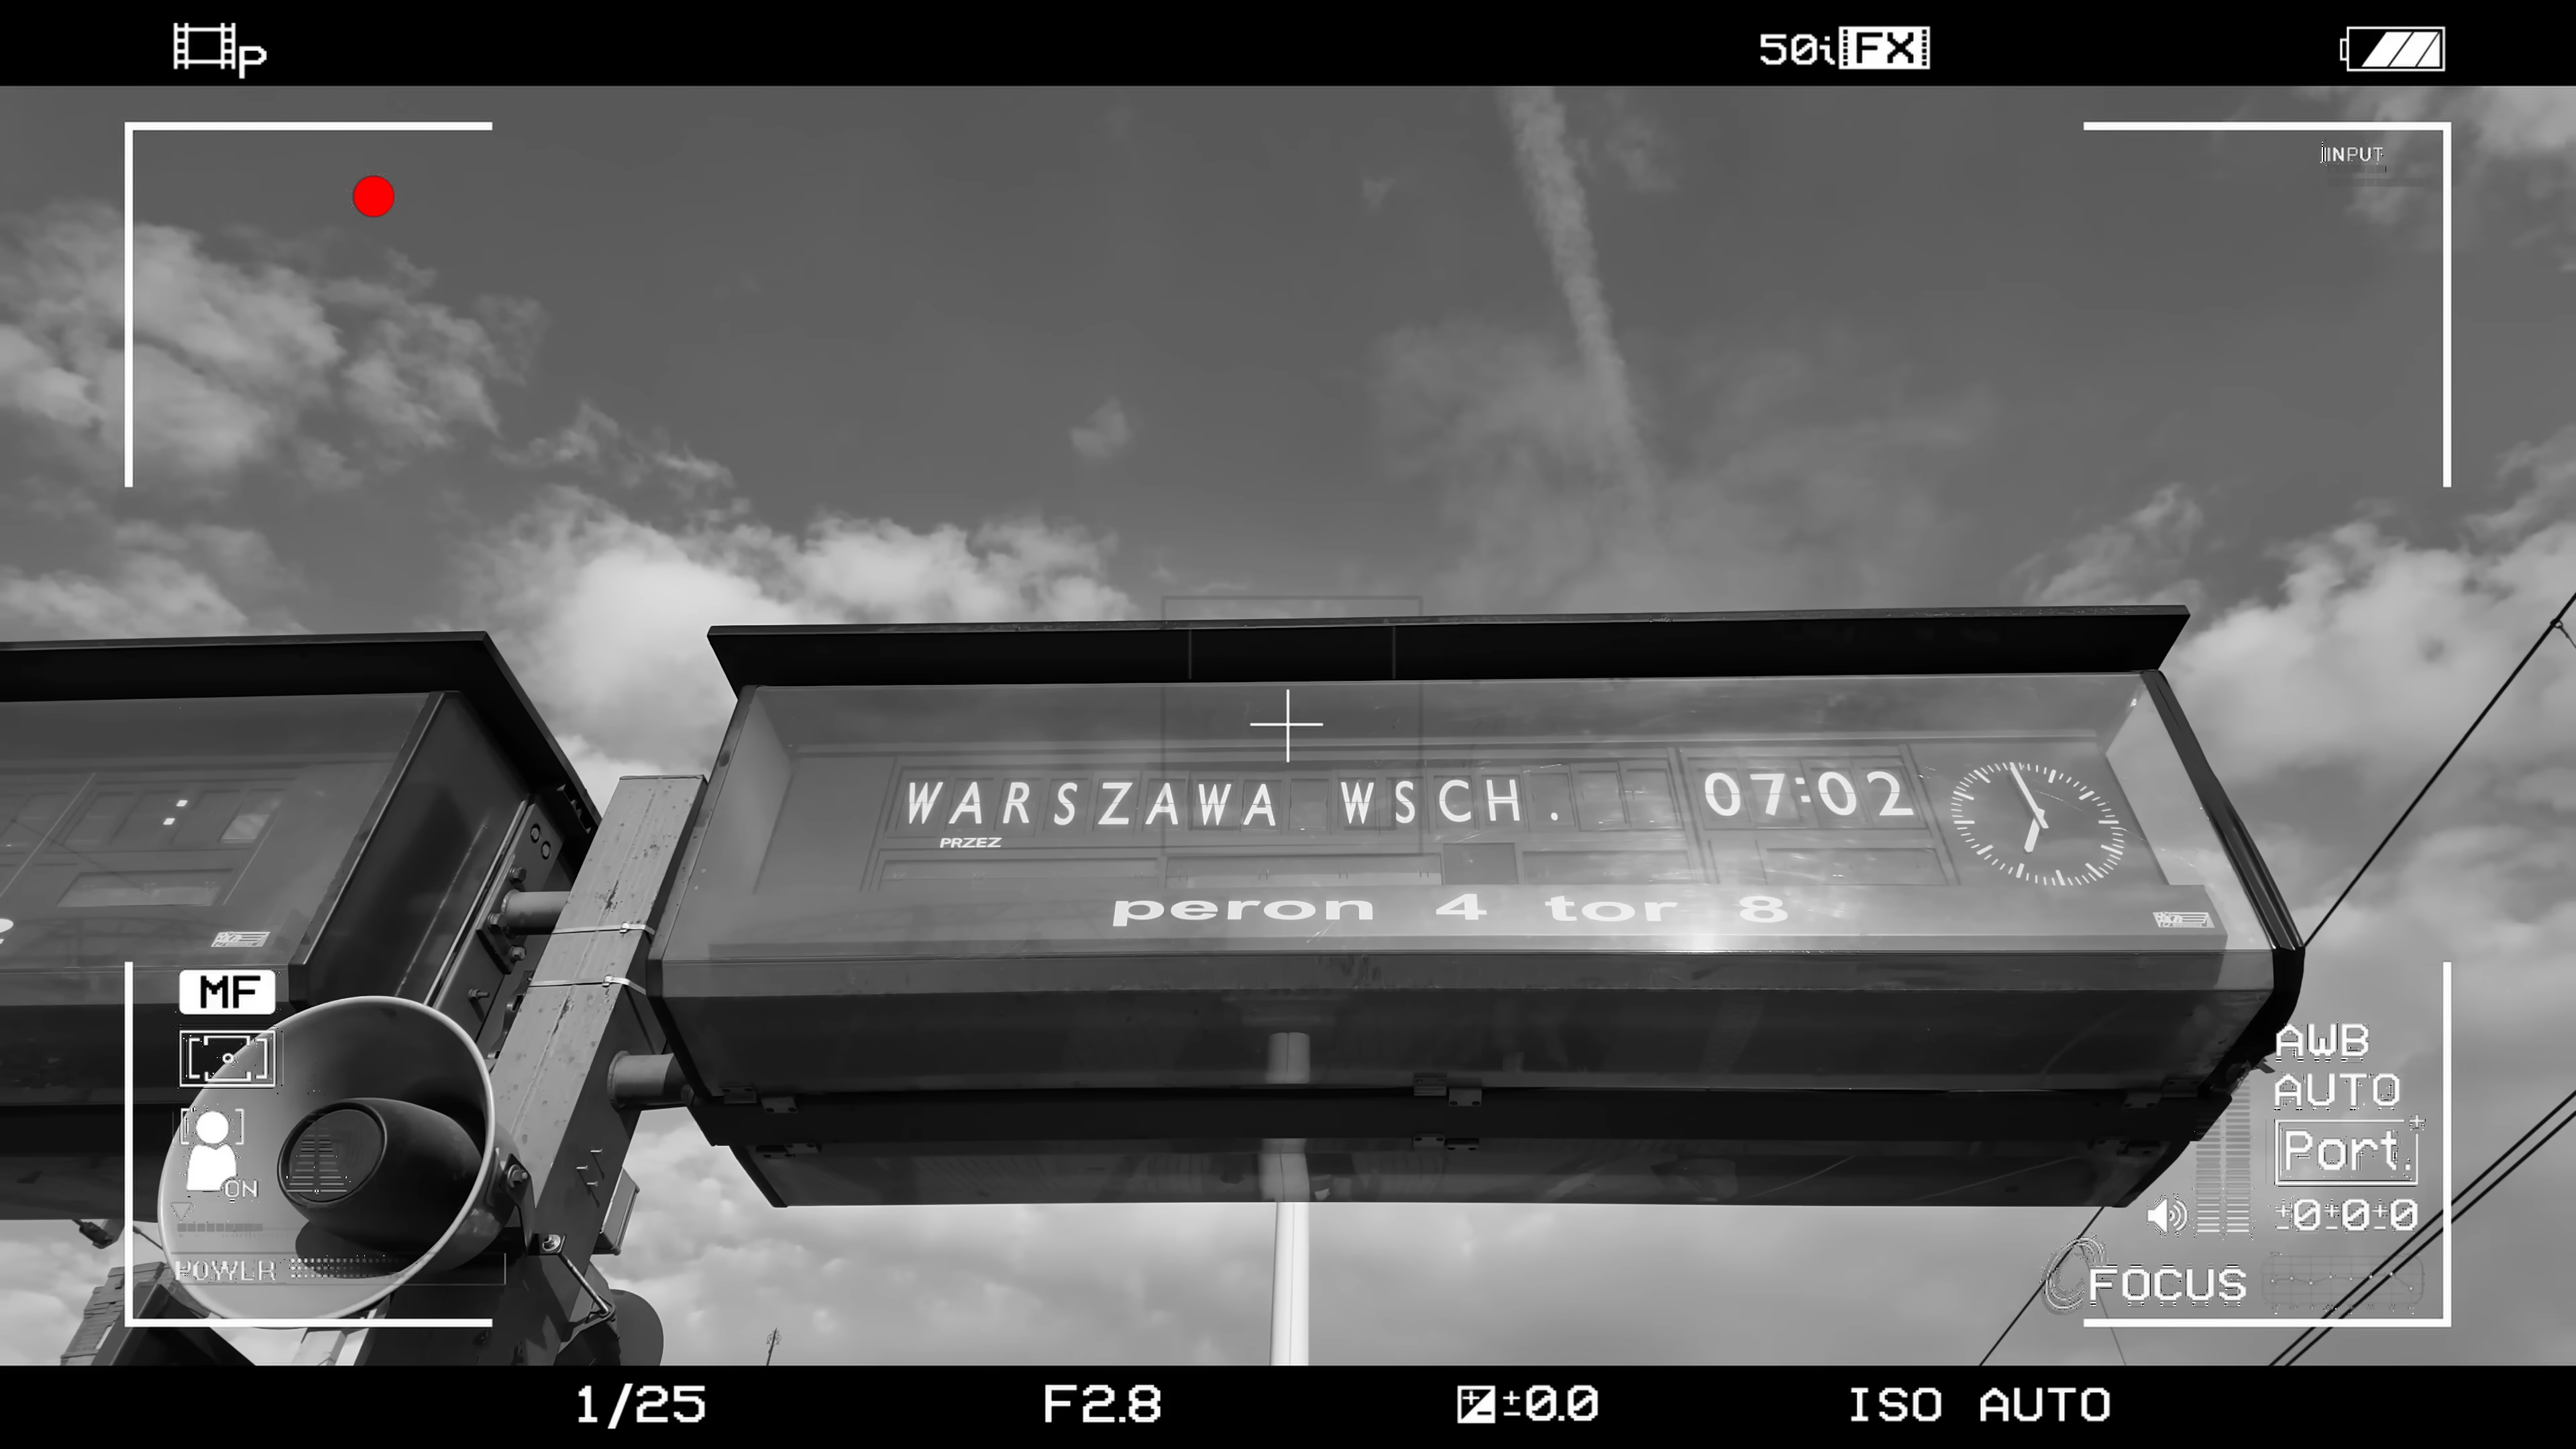 P
50i FX
INPUT
WARSZAWA WSCH. 07:02
PRZEZ
peron 4 tor 8
MF
AWB
AUTO
Port.
ON
±0±0±0
POWER
FOCUS
1/25 F2.8 ±0.0 ISO AUTO